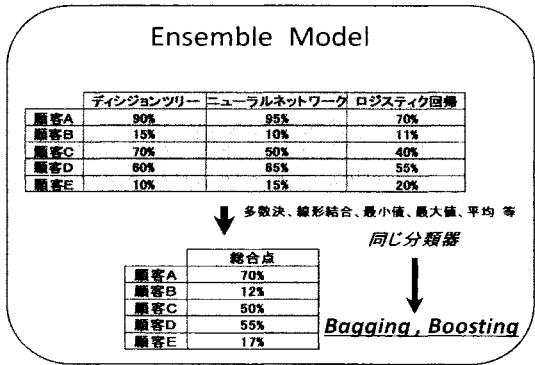 Ensemble Model
ディシジョンツリー ニューラルネットワーク ロジスティク回帰
顧客A 90% 95% 70%
顧客B 15% 10% 11%
顧客C 70% 50% 40%
顧客D 60% 85% 55%
顧客E 10% 15% 20%
多数決、線形結合、最小値、最大値、平均 等
同じ分類器
総合点
顧客A 70%
顧客B 12%
顧客C 50%
顧客D 55%
顧客E 17%
Bagging , Boosting